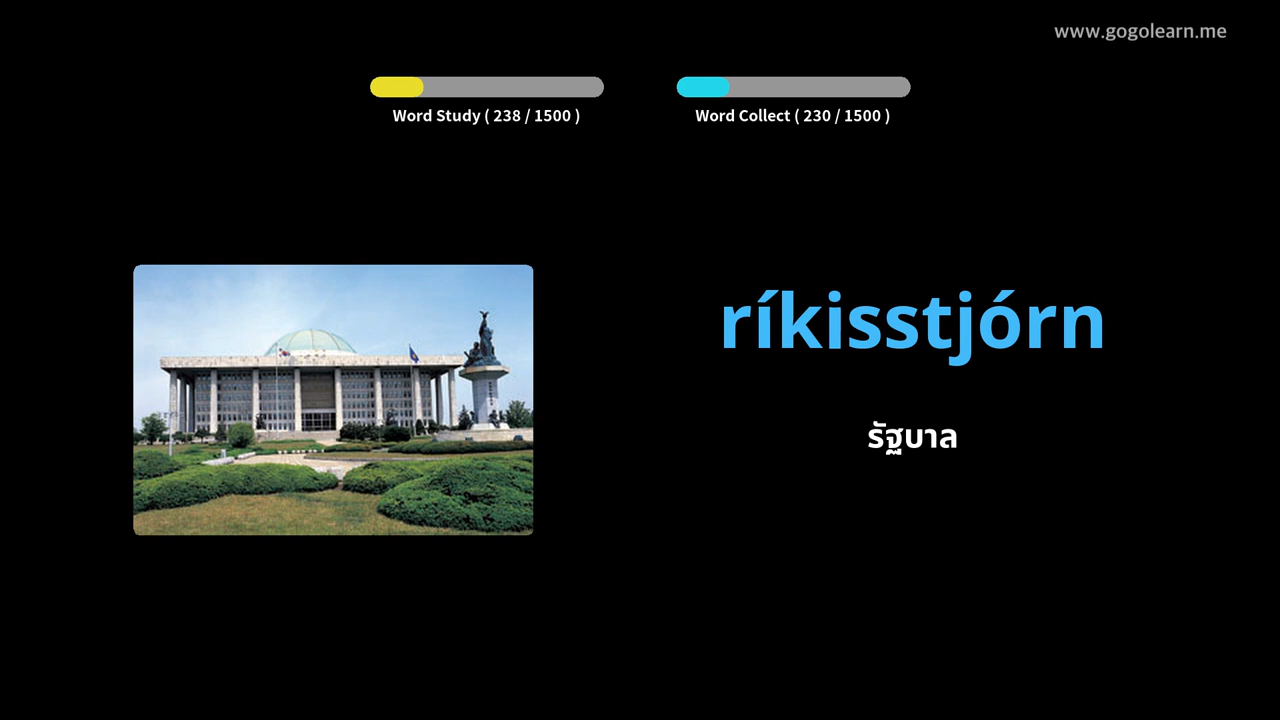 www.gogolearn.me
Word Study ( 238 / 1500 )
Word Collect ( 230 / 1500 )
ríkisstjórn
รัฐบาล